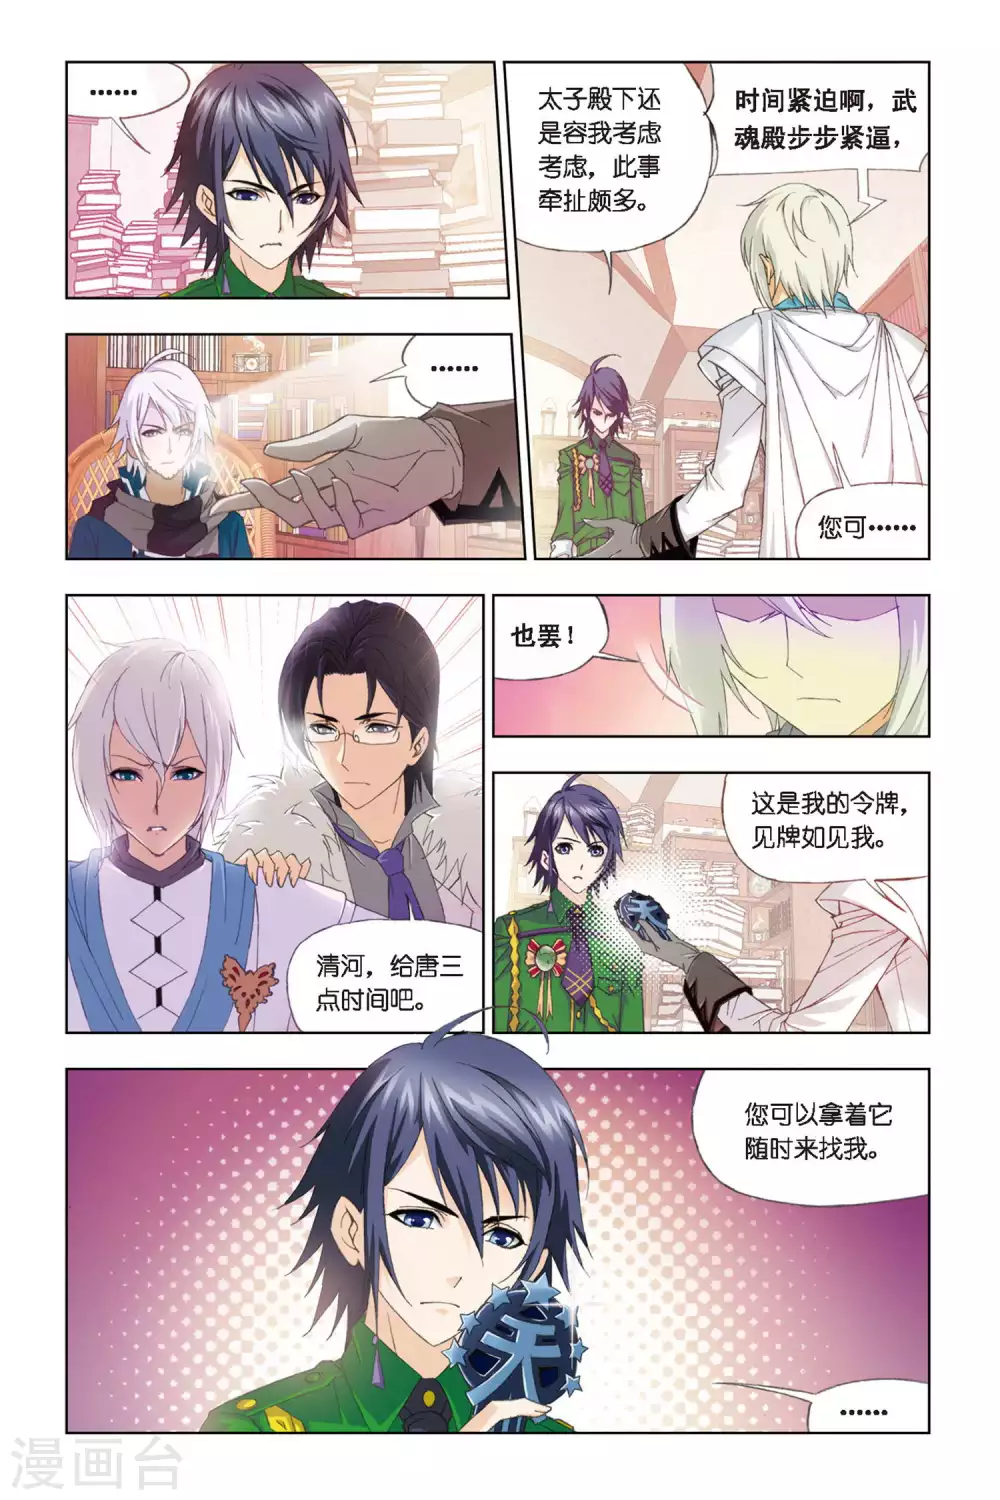 ······
太子殿下还
是容我考虑
考虑，此事
牵扯颇多。
时间紧迫啊，武
魂殿步步紧逼，
······
您可······
清河，给唐三
点时间吧。
也罢！
这是我的令牌，
见牌如见我。
天
您可以拿着它
随时来找我。
天
······
漫画台